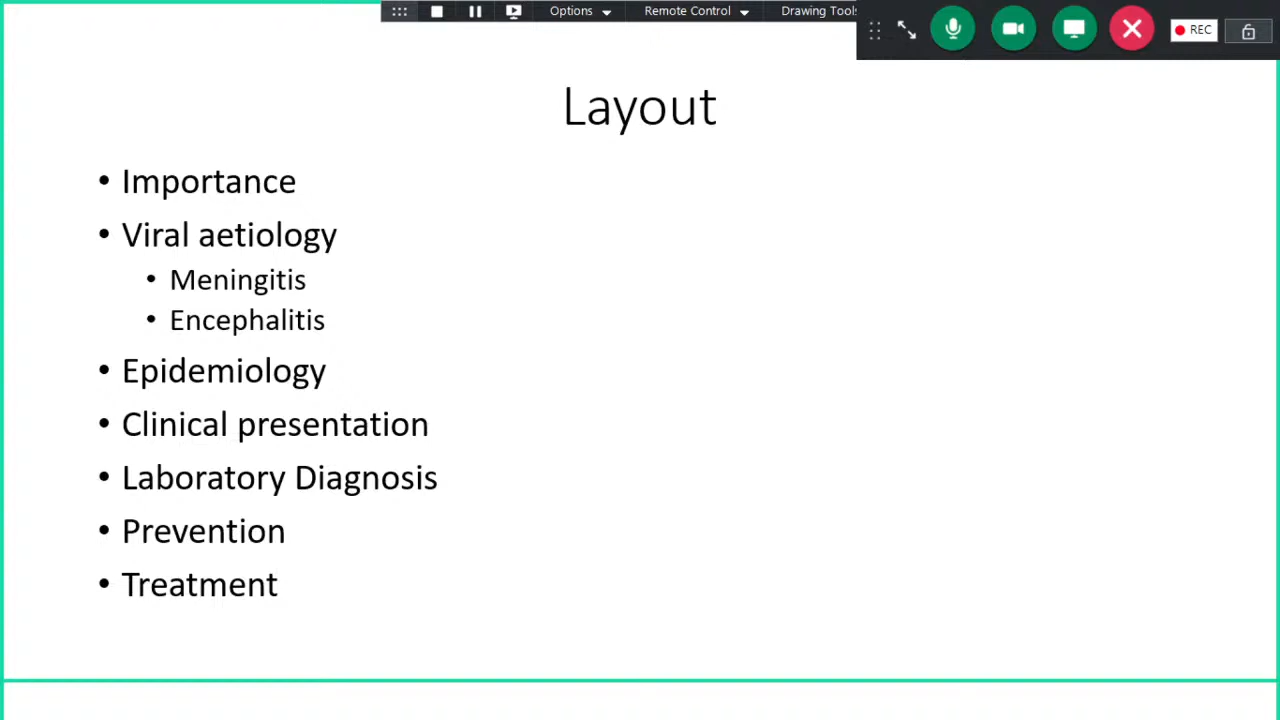 Options
Remote Control
Drawing Tools
REC
Layout
• Importance
• Viral aetiology
• Meningitis
• Encephalitis
• Epidemiology
• Clinical presentation
• Laboratory Diagnosis
• Prevention
• Treatment